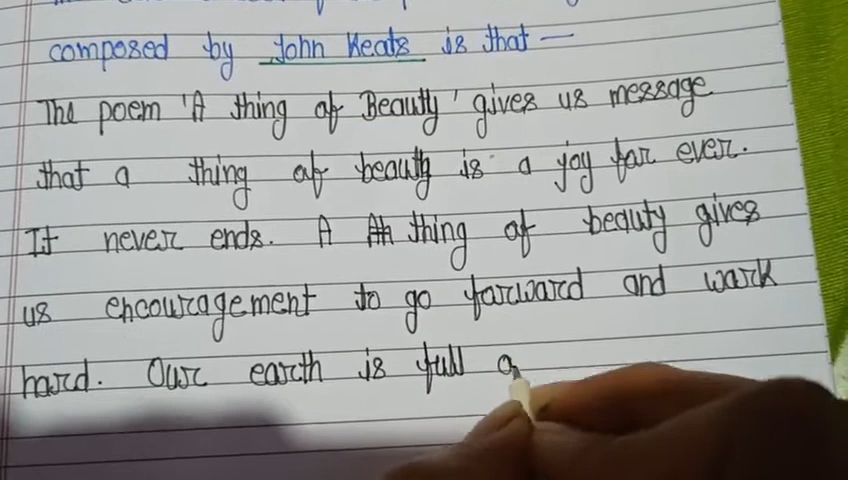 composed by John Keats is that —
The poem 'A thing of Beauty' gives us message
that a thing of beauty is a joy for ever.
It never ends. A thing of beauty gives
us encouragement to go forward and work
hard. Our earth is full o